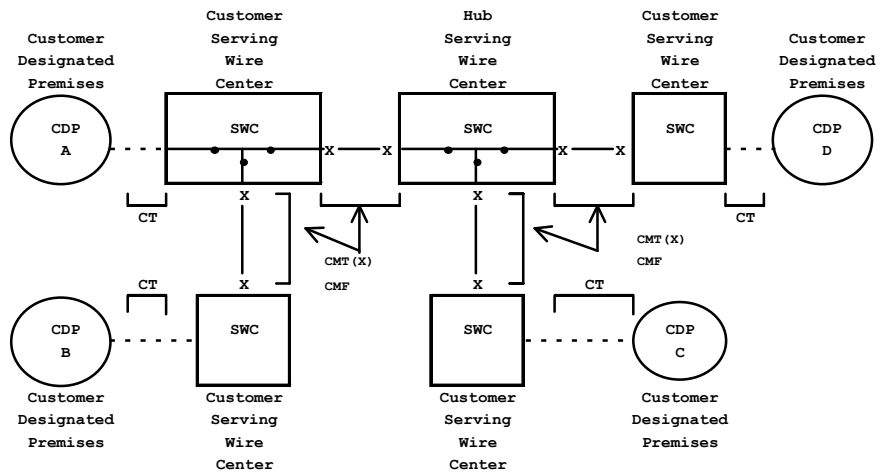 Customer
Serving
Wire
Center
Hub
Serving
Wire
Center
Customer
Serving
Wire
Center
Customer
Designated
Premises
Customer
Designated
Premises
CDP
A
SWC
X
X
SWC
X
X
SWC
CDP
D
CT
X
X
CT
CMT(X)
CMF
CMT(X)
CMF
CT
X
X
CT
CDP
B
SWC
SWC
CDP
C
Customer
Designated
Premises
Customer
Serving
Wire
Center
Customer
Serving
Wire
Center
Customer
Designated
Premises